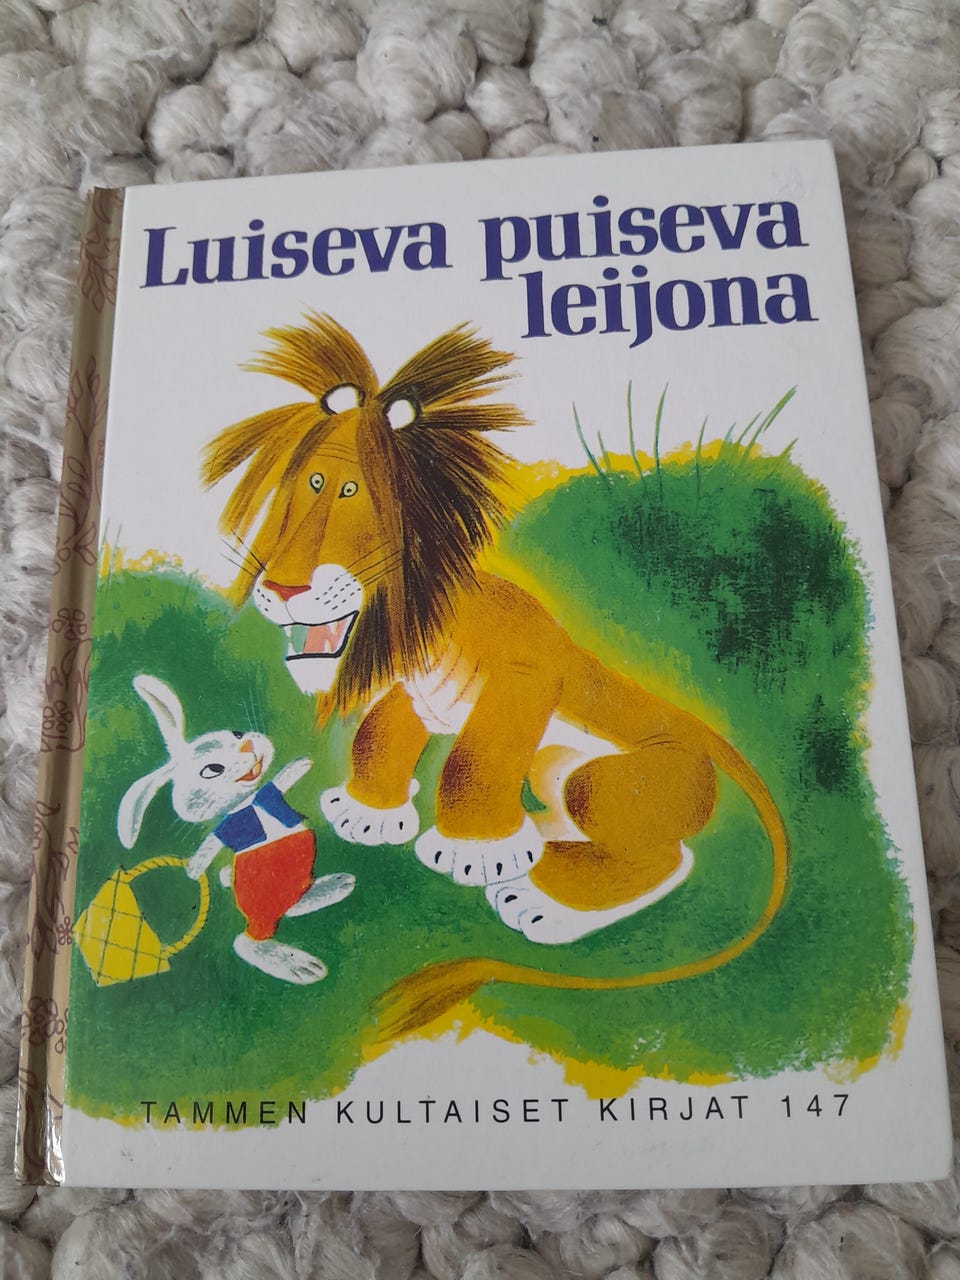 Luiseva puiseva
leijona
TAMMEN KULTAISET KIRJAT 147